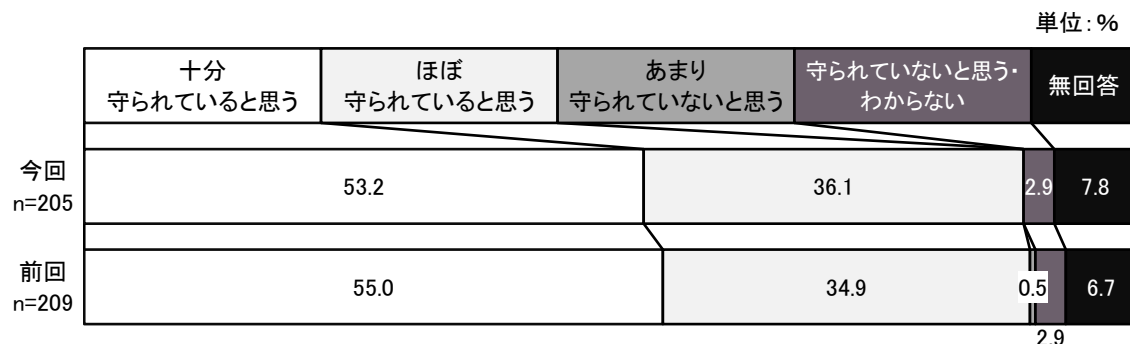 単位:%
十分
守られていると思う
ほぼ
守られていると思う
あまり
守られていないと思う
守られていないと思う・
わからない
無回答
今回
n=205
53.2
36.1
2.9
7.8
前回
n=209
55.0
34.9
0.5
2.9
6.7